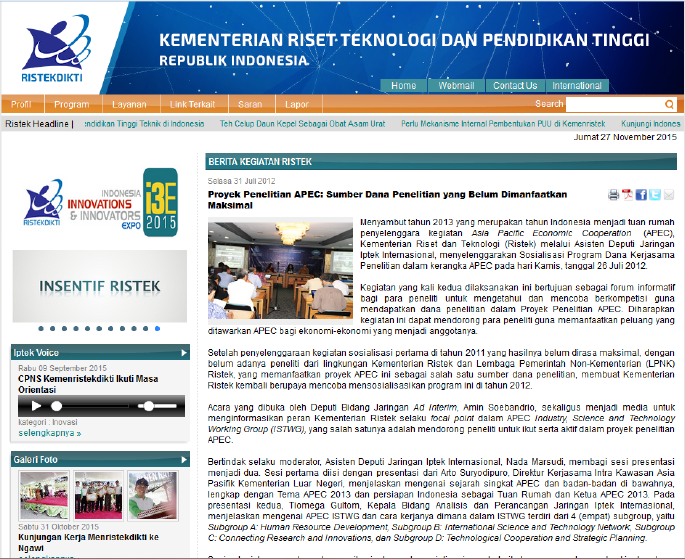 RISTEKDIKTI
KEMENTERIAN RISET TEKNOLOGI DAN PENDIDIKAN TINGGI
REPUBLIK INDONESIA
Home Webmail Contact Us International
Profil Program Layanan Link Terkait Saran Lapor Search
Ristek Headline | ndidikan Tinggi Teknik di Indonesia Teh Celup Daun Kepel Sebagai Obat Asam Urat Perlu Mekanisme Internal Pembentukan PUU di Kemenristek Kunjungi Indones
Jumat 27 November 2015
RISTEKDIKTI
INDONESIA
INNOVATIONS
& INNOVATORS
EXPO
i3E
2015
INSENTIF RISTEK
Iptek Voice
Rabu 09 September 2015
CPNS Kemenristekdikti Ikuti Masa
Orientasi
kategori : Inovasi
selengkapnya »
Galeri Foto
Sabtu 31 Oktober 2015
Kunjungan Kerja Menristekdikti ke
Ngawi
BERITA KEGIATAN RISTEK
Selasa 31 Juli 2012
Proyek Penelitian APEC: Sumber Dana Penelitian yang Belum Dimanfaatkan
Maksimal
Menyambut tahun 2013 yang merupakan tahun Indonesia menjadi tuan rumah
penyelenggara kegiatan Asia Pacific Economic Cooperation (APEC),
Kementerian Riset dan Teknologi (Ristek) melalui Asisten Deputi Jaringan
Iptek Internasional, menyelenggarakan Sosialisasi Program Dana Kerjasama
Penelitian dalam kerangka APEC pada hari Kamis, tanggal 26 Juli 2012.
Kegiatan yang kali kedua dilaksanakan ini bertujuan sebagai forum informatif
bagi para peneliti untuk mengetahui dan mencoba berkompetisi guna
mendapatkan dana penelitian dalam Proyek Penelitian APEC. Diharapkan
kegiatan ini dapat mendorong para peneliti guna memanfaatkan peluang yang
ditawarkan APEC bagi ekonomi-ekonomi yang menjadi anggotanya.
Setelah penyelenggaraan kegiatan sosialisasi pertama di tahun 2011 yang hasilnya belum dirasa maksimal, dengan
belum adanya peneliti dari lingkungan Kementerian Ristek dan Lembaga Pemerintah Non-Kementerian (LPNK)
Ristek, yang memanfaatkan proyek APEC ini sebagai salah satu sumber dana penelitian, membuat Kementerian
Ristek kembali berupaya mencoba mensosialisasikan program ini di tahun 2012.
Acara yang dibuka oleh Deputi Bidang Jaringan Ad Interim, Amin Soebandrio, sekaligus menjadi media untuk
menginformasikan peran Kementerian Ristek selaku focal point dalam APEC Industry, Science and Technology
Working Group (ISTWG), yang salah satunya adalah mendorong peneliti untuk ikut serta aktif dalam proyek penelitian
APEC.
Bertindak selaku moderator, Asisten Deputi Jaringan Iptek Internasional, Nada Marsudi, membagi sesi presentasi
menjadi dua. Sesi pertama diisi dengan presentasi dari Arto Suryodipuro, Direktur Kerjasama Intra Kawasan Asia
Pasifik Kementerian Luar Negeri, menjelaskan mengenai sejarah singkat APEC dan badan-badan di bawahnya,
lengkap dengan Tema APEC 2013 dan persiapan Indonesia sebagai Tuan Rumah dan Ketua APEC 2013. Pada
presentasi kedua, Tiomega Gultom, Kepala Bidang Analisis dan Perancangan Jaringan Iptek Internasional,
menjelaskan mengenai APEC ISTWG dan cara kerjanya dimana dalam ISTWG terdiri dari 4 (empat) subgroup, yaitu
Subgroup A: Human Resource Development, Subgroup B: International Science and Technology Network, Subgroup
C: Connecting Research and Innovation, dan Subgroup D: Technological Cooperation and Strategic Planning.